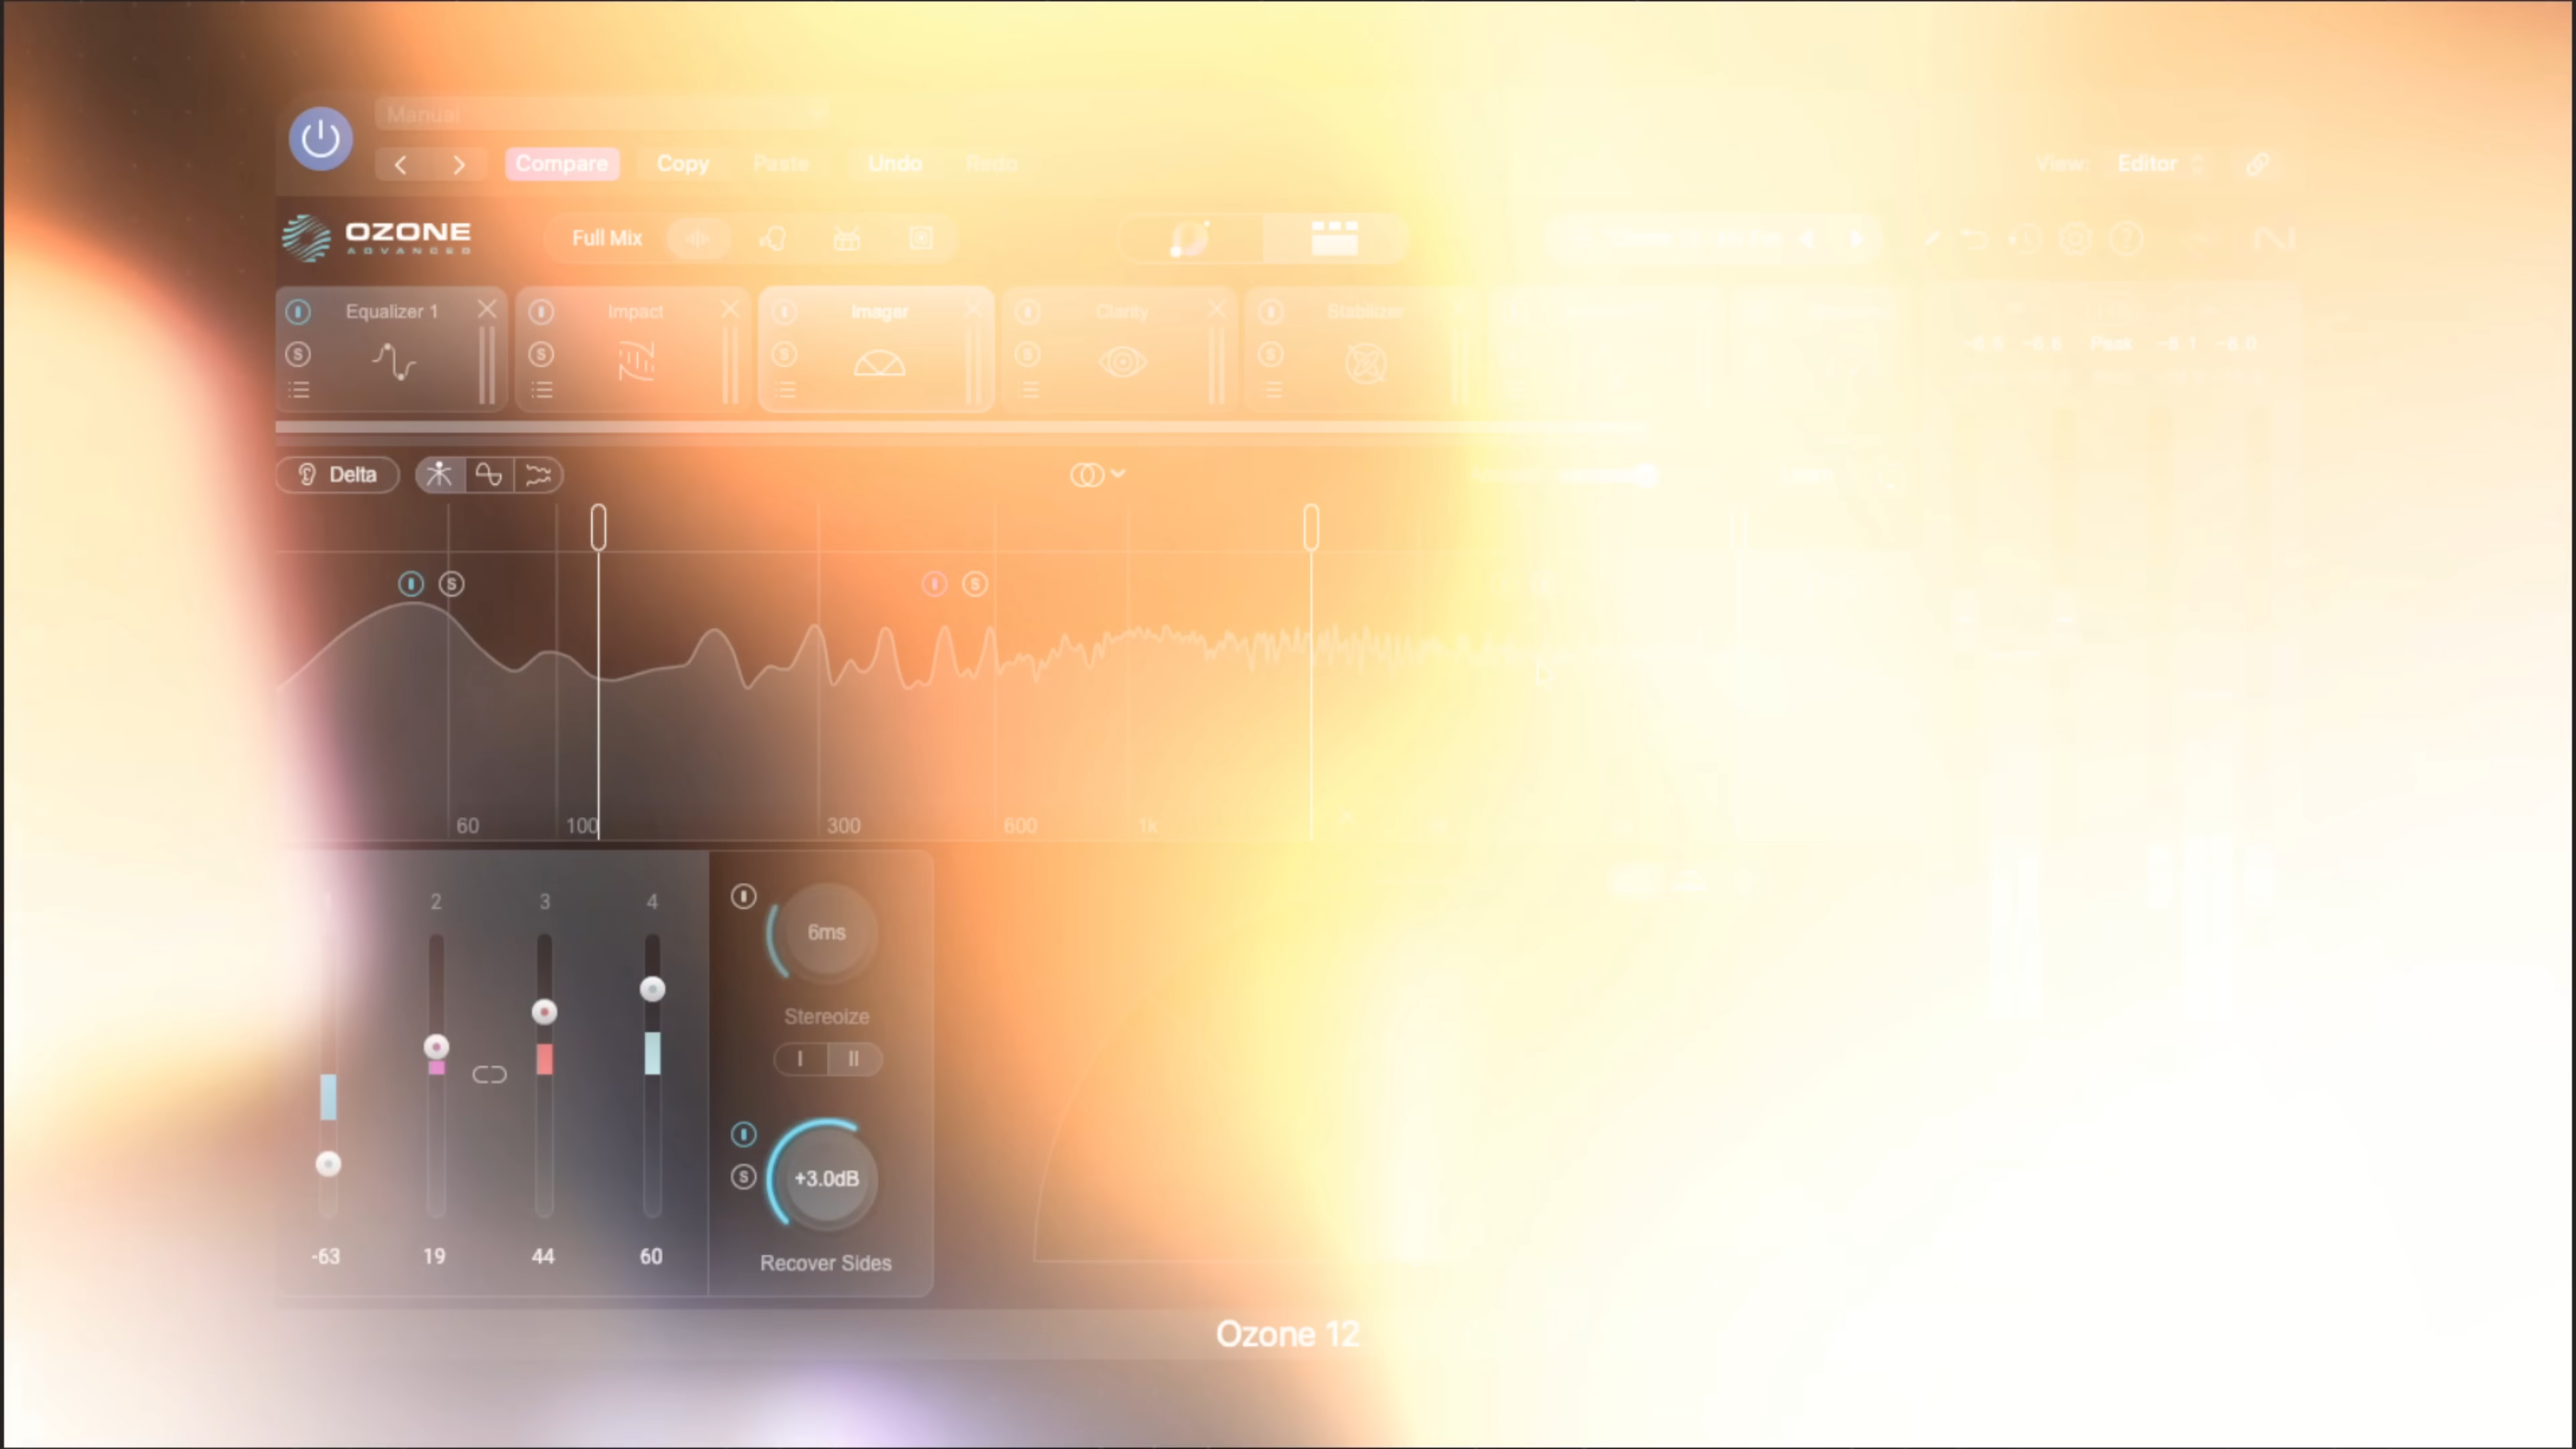 Manual
Compare Copy Paste Undo Redo
View: Editor
OZONE
ADVANCED
Full Mix
Equalizer 1
Impact
Imager
Clarity
Stabilizer
S
S
S
S
S
Peak
Delta
S
S
60 100 300 600 1k
2 3 4
6ms
Stereoize
I II
S
+3.0dB
Recover Sides
-63 19 44 60
Ozone 12